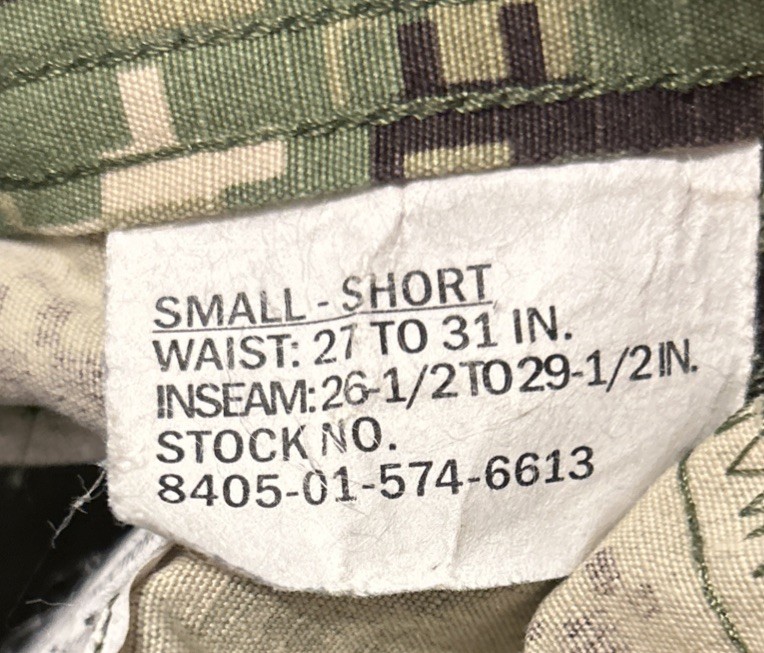 SMALL - SHORT
WAIST: 27 TO 31 IN.
INSEAM: 26-1/2 TO 29-1/2 IN.
STOCK NO.
8405-01-574-6613